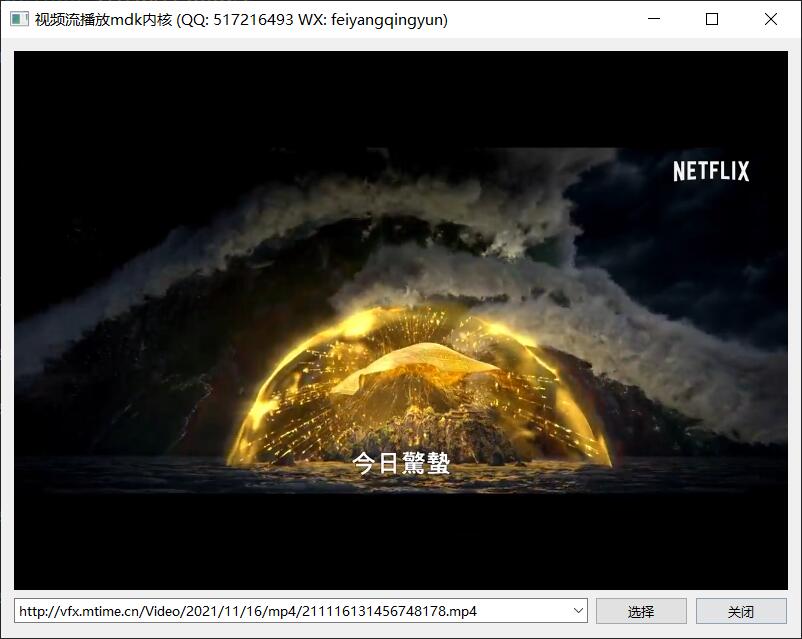 视频流播放mdk内核 (QQ: 517216493 WX: feiyangqingyun)
NETFLIX
今日驚蟄
http://vfx.mtime.cn/Video/2021/11/16/mp4/211116131456748178.mp4
选择
关闭